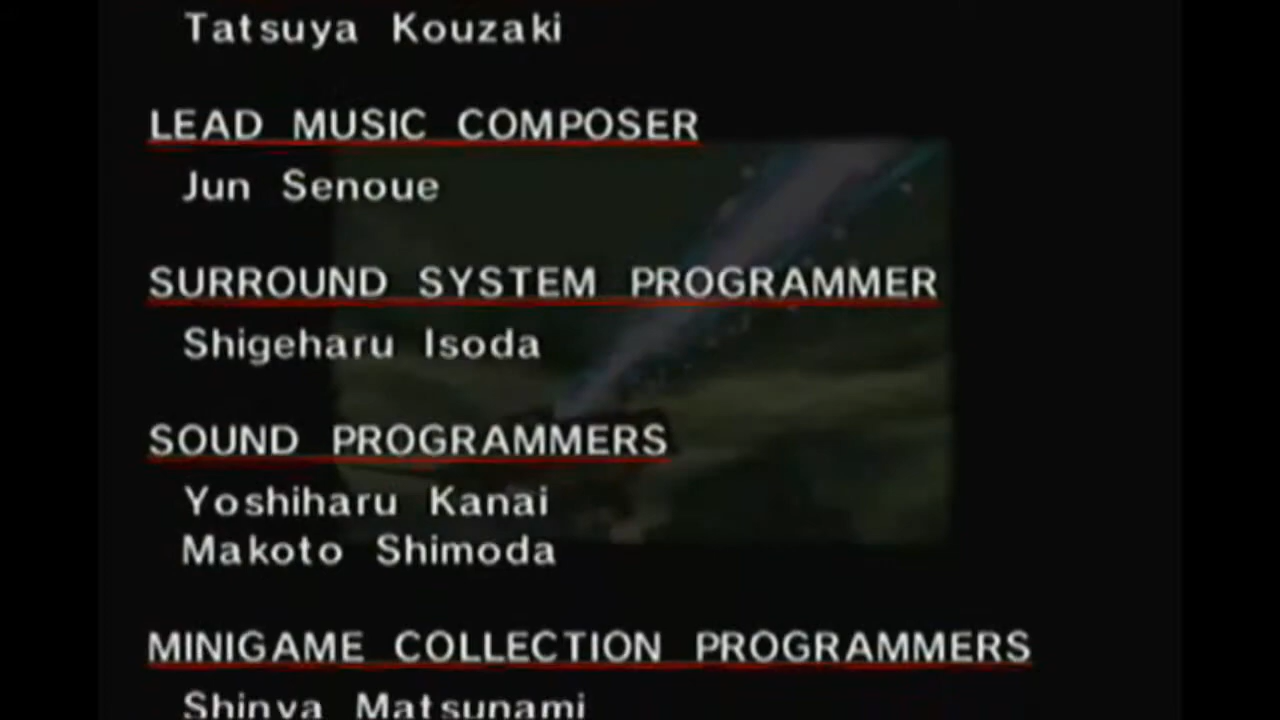 Tatsuya Kouzaki
LEAD MUSIC COMPOSER
Jun Senoue
SURROUND SYSTEM PROGRAMMER
Shigeharu Isoda
SOUND PROGRAMMERS
Yoshiharu Kanai
Makoto Shimoda
MINIGAME COLLECTION PROGRAMMERS
Shinya Matsunami